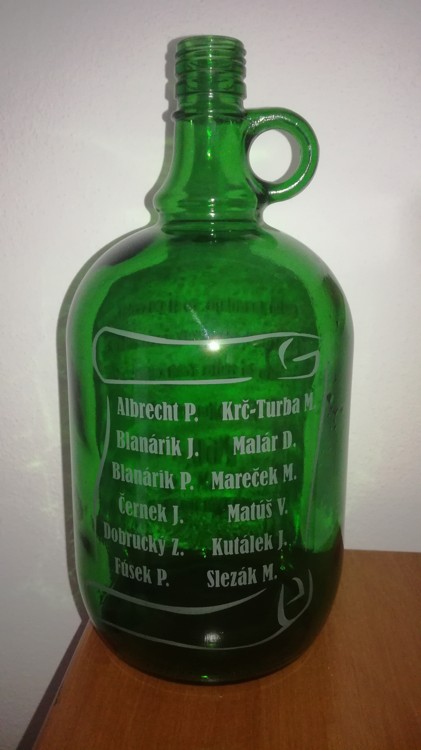 Albrecht P. Krč-Turba M.
Blanárik J. Malár D.
Blanárik P. Mareček M.
Černek J. Matúš V.
Dobrucký Z. Kutálek J.
Fúsek P. Slezák M.